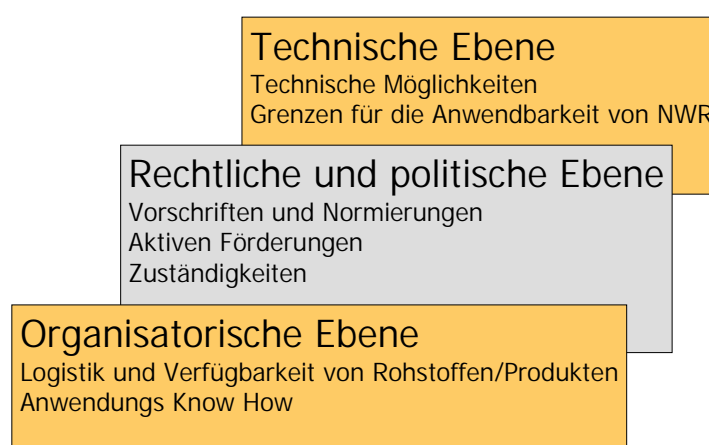 Technische Ebene
Technische Möglichkeiten
Grenzen für die Anwendbarkeit von NWR
Rechtliche und politische Ebene
Vorschriften und Normierungen
Aktiven Förderungen
Zuständigkeiten
Organisatorische Ebene
Logistik und Verfügbarkeit von Rohstoffen/Produkten
Anwendungs Know How